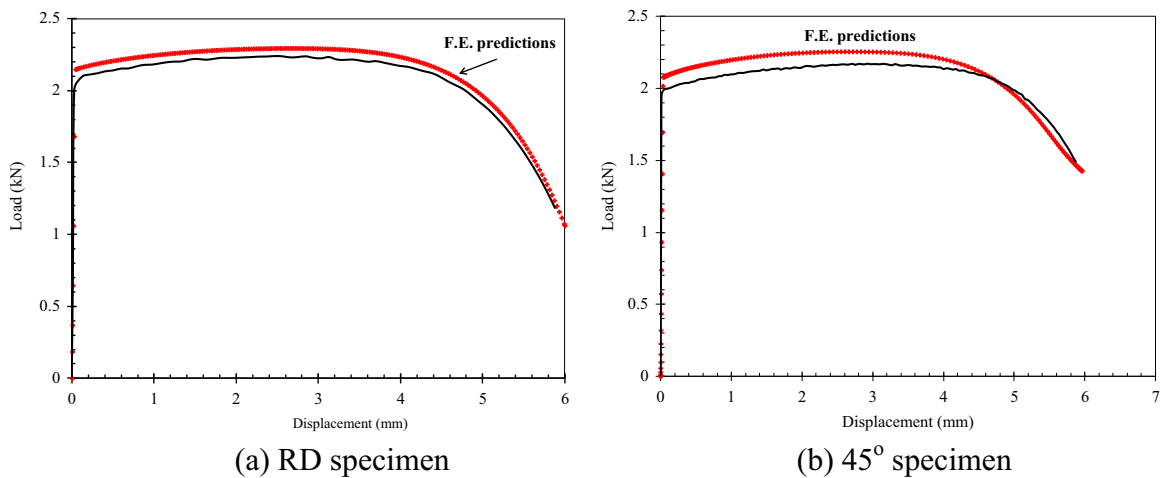 2.5
2
1.5
1
0.5
0
0 1 2 3 4 5 6
Load (kN)
Displacement (mm)
F.E. predictions
(a) RD specimen
2.5
2
1.5
1
0.5
0
0 1 2 3 4 5 6 7
Load (kN)
Displacement (mm)
F.E. predictions
(b) 45° specimen